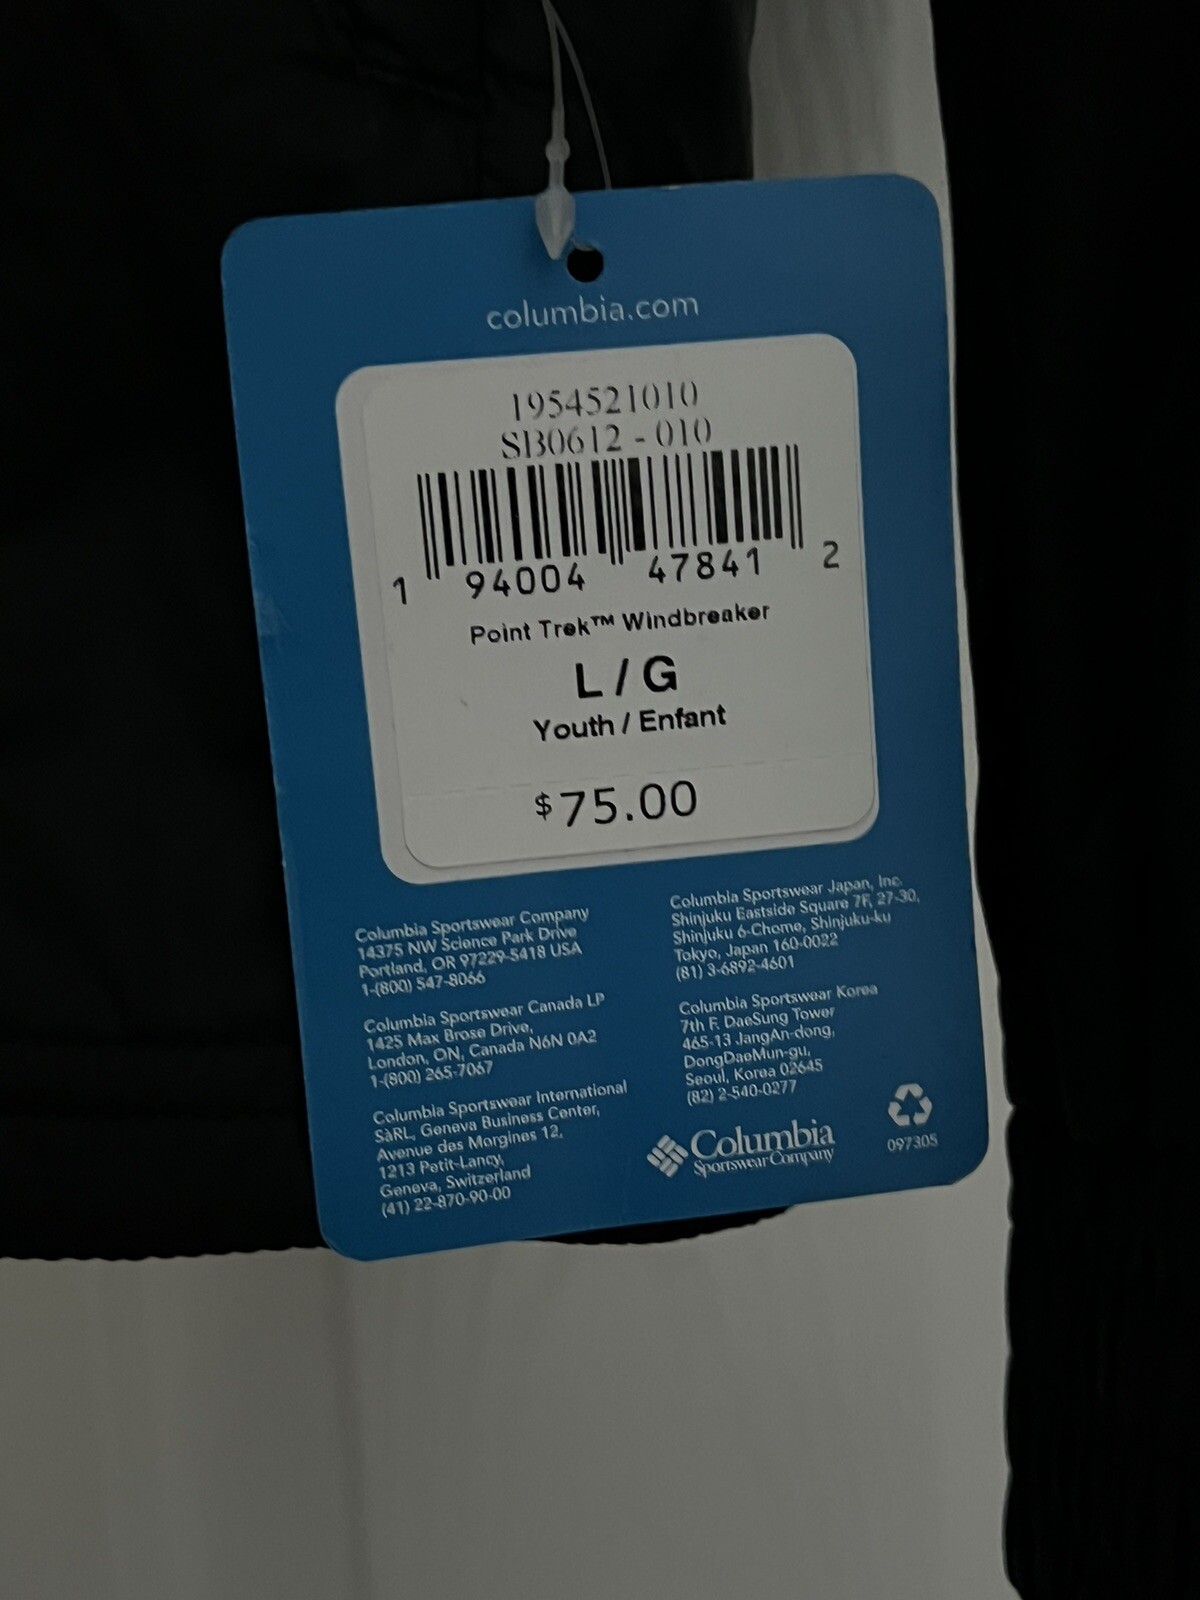 columbia.com
1954521010
SB0612 - 010
1 94004 47841 2
Point Trek™ Windbreaker
L / G
Youth / Enfant
$75.00
Columbia Sportswear Company
14375 NW Science Park Drive
Portland, OR 97229-5418 USA
1-(800) 547-8066
Columbia Sportswear Canada LP
1425 Max Brose Drive,
London, ON, Canada N6N 0A2
1-(800) 265-7067
Columbia Sportswear International
SàRL, Geneva Business Center,
Avenue des Morgines 12,
1213 Petit-Lancy,
Geneva, Switzerland
(41) 22-870-90-00
Columbia Sportswear Japan, Inc.
Shinjuku Eastside Square 7F, 27-30,
Shinjuku 6-Chome, Shinjuku-ku
Tokyo, Japan 160-0022
(81) 3-6892-4601
Columbia Sportswear Korea
7th F. DaeSung Tower
465-13 JangAn-dong,
DongDaeMun-gu,
Seoul, Korea 02645
(82) 2-540-0277
Columbia
Sportswear Company
097305